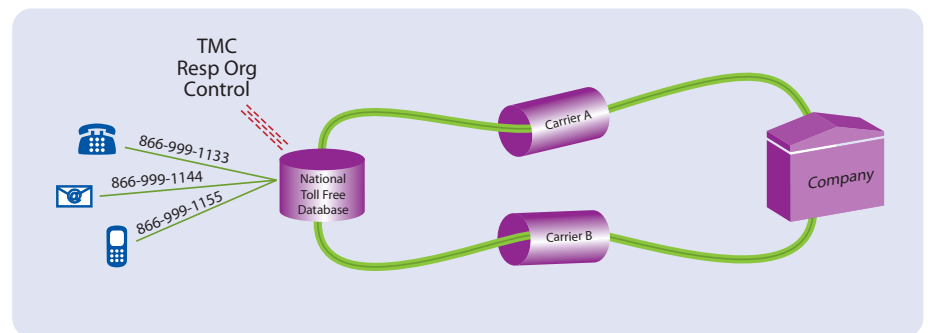 TMC
Resp Org
Control
866-999-1133
866-999-1144
866-999-1155
@
National
Toll Free
Database
Carrier A
Carrier B
Company